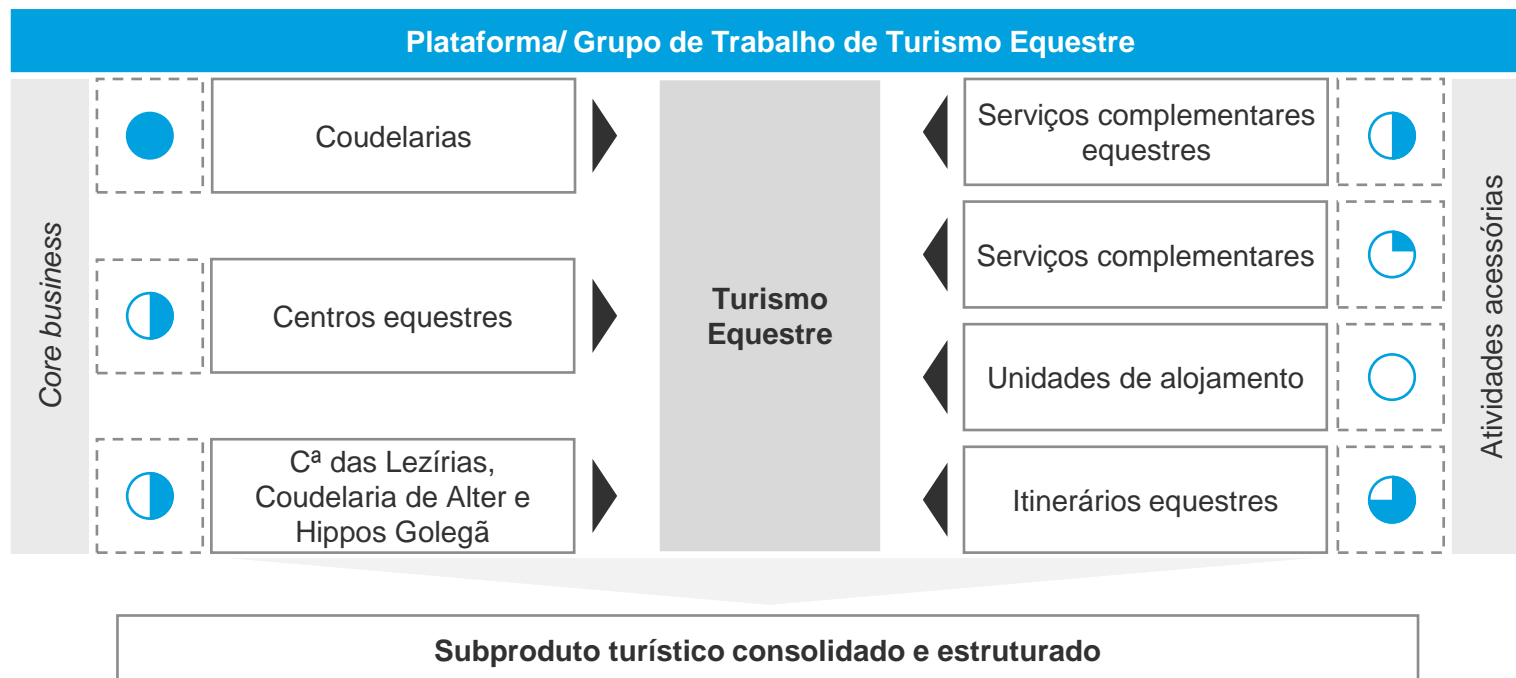 Plataforma/ Grupo de Trabalho de Turismo Equestre
Core business
Coudelarias
Centros equestres
Cª das Lezírias,
Coudelaria de Alter e
Hippos Golegã
Turismo
Equestre
Serviços complementares
equestres
Serviços complementares
Unidades de alojamento
Itinerários equestres
Atividades acessórias
Subproduto turístico consolidado e estruturado